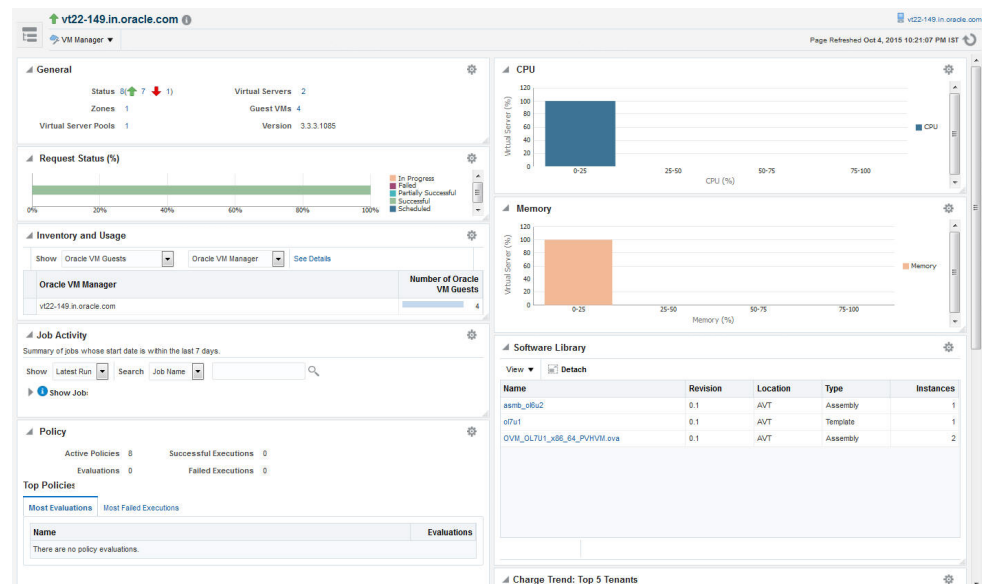 vt22-149.in.oracle.com
vt22-149.in.oracle.com
VM Manager
Page Refreshed Oct 4, 2015 10:21:07 PM IST
General
Status 8( 7 1)
Virtual Servers 2
Zones 1
Guest VMs 4
Virtual Server Pools 1
Version 3.3.3.1085
Request Status (%)
In Progress
Failed
Partially Successful
Successful
Scheduled
0% 20% 40% 60% 80% 100%
Inventory and Usage
Show Oracle VM Guests Oracle VM Manager See Details
Oracle VM Manager Number of Oracle VM Guests
vt22-149.in.oracle.com 4
Job Activity
Summary of jobs whose start date is within the last 7 days.
Show Latest Run Search Job Name
Show Jobs
Policy
Active Policies 8 Successful Executions 0
Evaluations 0 Failed Executions 0
Top Policies
Most Evaluations Most Failed Executions
Name Evaluations
There are no policy evaluations.
CPU
Virtual Server (%)
120
100
80
60
40
20
0
0-25 25-50 50-75 75-100
CPU (%)
CPU
Memory
Virtual Server (%)
120
100
80
60
40
20
0
0-25 25-50 50-75 75-100
Memory (%)
Memory
Software Library
View Detach
Name Revision Location Type Instances
asmb_ol6u2 0.1 AVT Assembly 1
ol7u1 0.1 AVT Template 1
OVM_OL7U1_x86_64_PVHVM.ova 0.1 AVT Assembly 2
Charge Trend: Top 5 Tenants